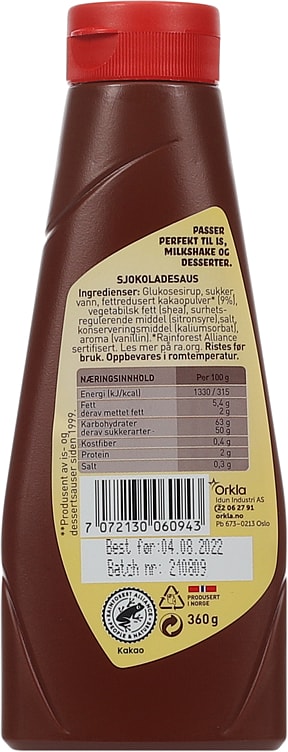 PASSER
PERFEKT TIL IS,
MILKSHAKE OG
DESSERTER.
SJOKOLADESAUS
Ingredienser: Glukosesirup, sukker,
vann, fettredusert kakaopulver* (9%),
vegetabilsk fett (shea), surhets-
regulerende middel (sitronsyre),salt,
konserveringsmiddel (kaliumsorbat),
aroma (vanillin).*Rainforest Alliance
sertifisert. Les mer på ra.org. Ristes før
bruk. Oppbevares i romtemperatur.
NÆRINGSINNHOLD Per 100 g
Energi (kJ/kcal) 1330 / 315
Fett 5,4 g
derav mettet fett 2 g
Karbohydrater 63 g
derav sukkerarter 50 g
Kostfiber 0,4 g
Protein 2 g
Salt 0,3 g
**Produsent av is- og
dessertsauser siden 1999.
7 072130 060943
Orkla
Idun Industri AS
22 06 27 91
orkla.no
Pb 673-0213 Oslo
Best før:04.08.2022
Batch nr: 210809
RAINFOREST ALLIANCE
PEOPLE & NATURE
Kakao
PRODUSERT
I NORGE
360 g